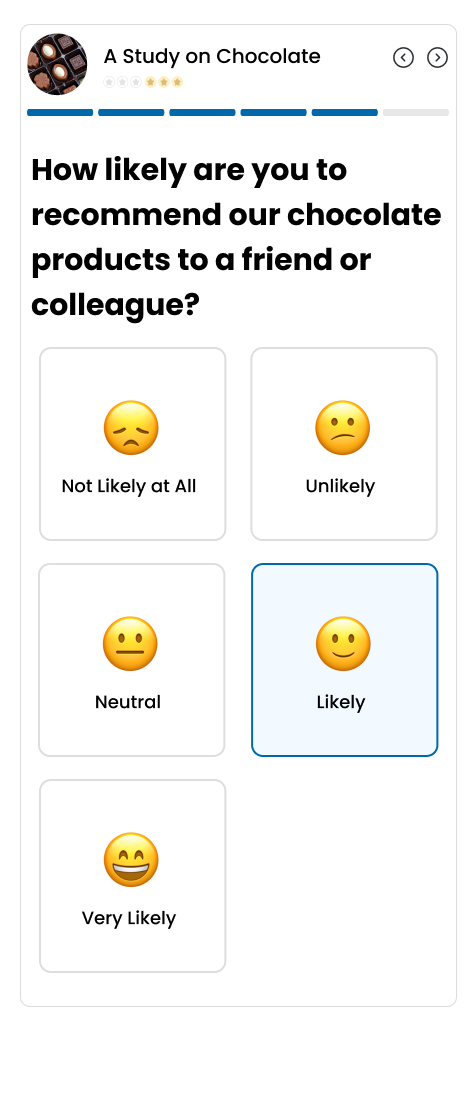 A Study on Chocolate
How likely are you to
recommend our chocolate
products to a friend or
colleague?
Not Likely at All
Unlikely
Neutral
Likely
Very Likely